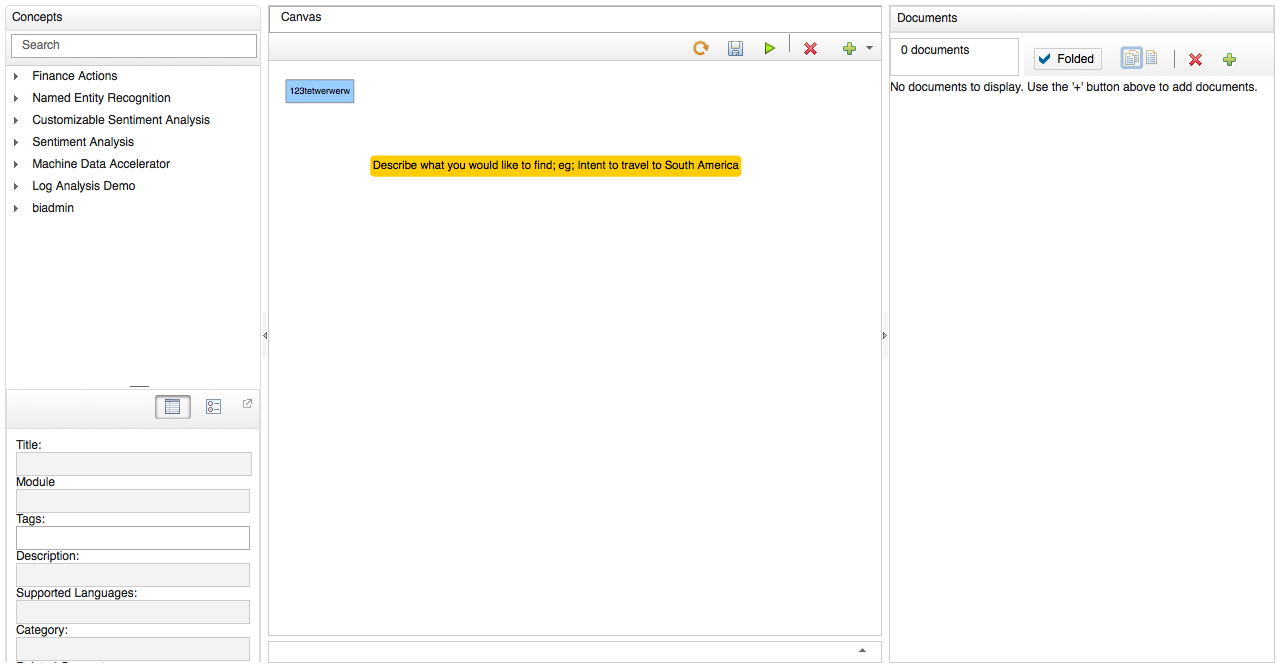 Concepts
Search
Finance Actions
Named Entity Recognition
Customizable Sentiment Analysis
Sentiment Analysis
Machine Data Accelerator
Log Analysis Demo
biadmin
Title:
Module
Tags:
Description:
Supported Languages:
Category:
Canvas
123tetwerwerw
Describe what you would like to find; eg; Intent to travel to South America
Documents
0 documents
Folded
No documents to display. Use the '+' button above to add documents.